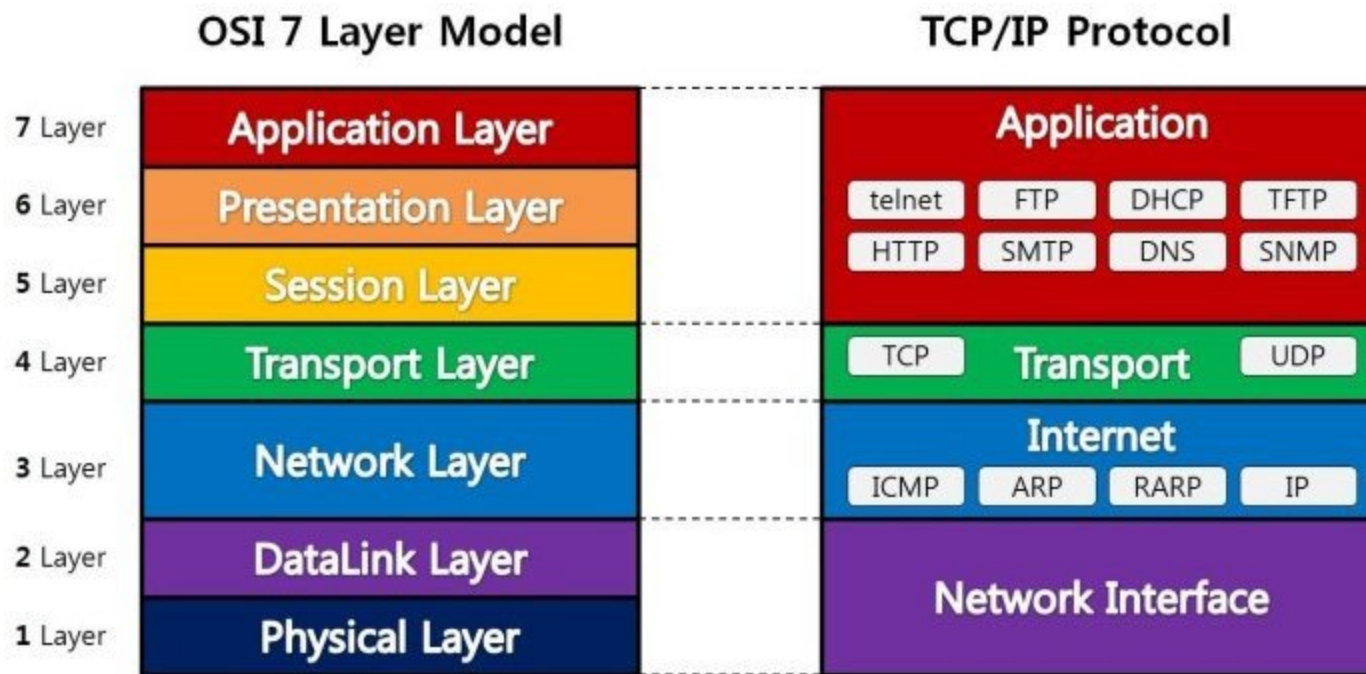 OSI 7 Layer Model
TCP/IP Protocol
7 Layer
Application Layer
6 Layer
Presentation Layer
5 Layer
Session Layer
4 Layer
Transport Layer
3 Layer
Network Layer
2 Layer
DataLink Layer
1 Layer
Physical Layer
Application
telnet FTP DHCP TFTP
HTTP SMTP DNS SNMP
TCP Transport UDP
Internet
ICMP ARP RARP IP
Network Interface